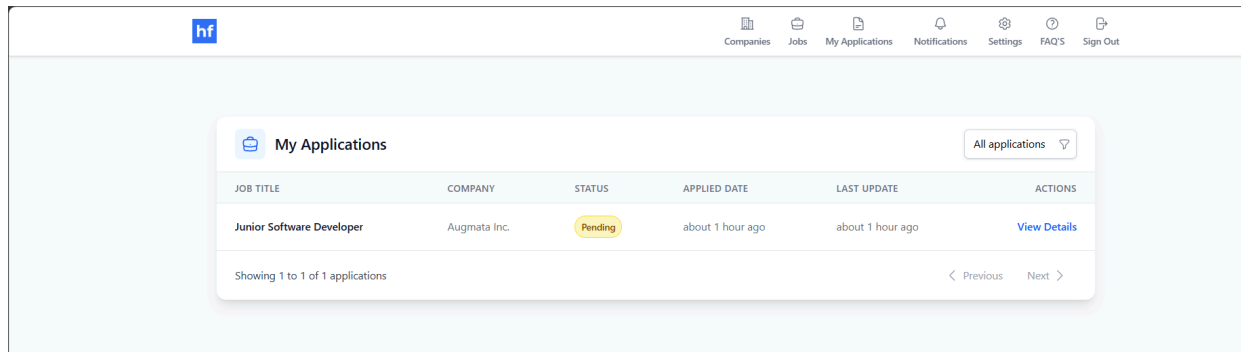 hf
Companies Jobs My Applications Notifications Settings FAQ'S Sign Out
My Applications
All applications
JOB TITLE COMPANY STATUS APPLIED DATE LAST UPDATE ACTIONS
Junior Software Developer Augmata Inc. Pending about 1 hour ago about 1 hour ago View Details
Showing 1 to 1 of 1 applications
Previous Next